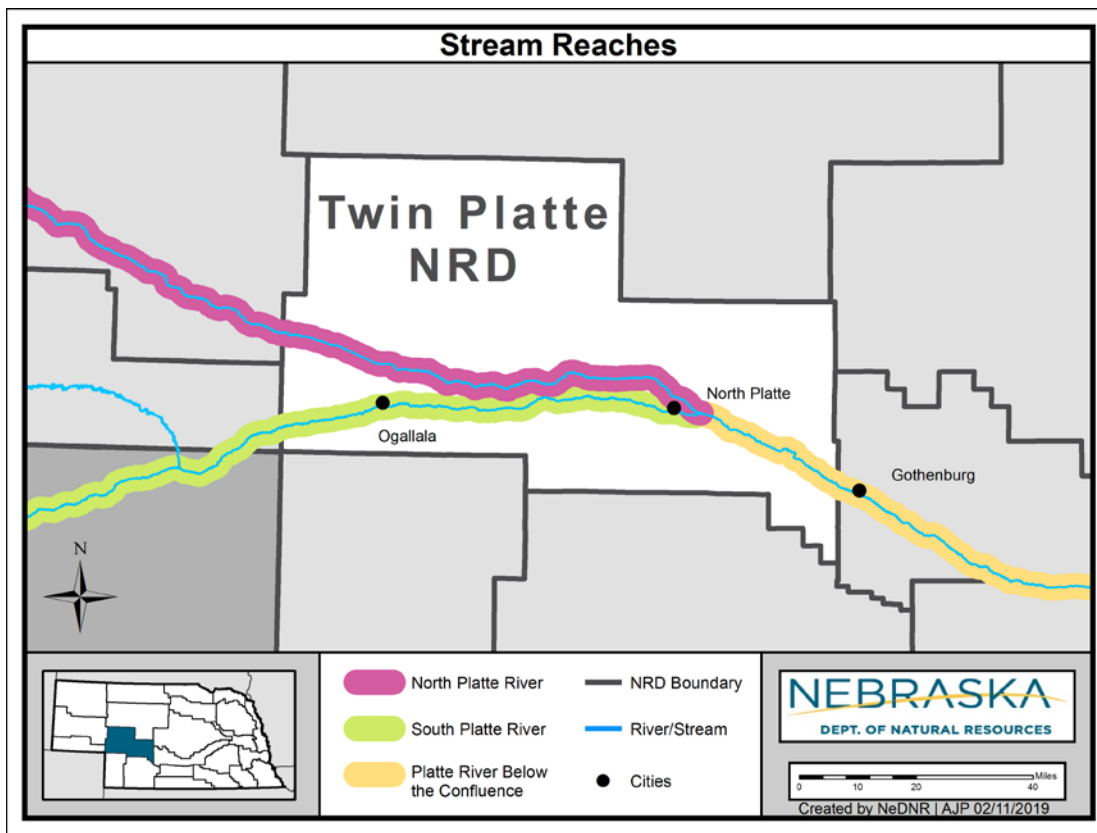 Stream Reaches
Twin Platte
NRD
North Platte
Ogallala
Gothenburg
N
North Platte River
South Platte River
Platte River Below
the Confluence
NRD Boundary
River/Stream
Cities
NEBRASKA
DEPT. OF NATURAL RESOURCES
Miles
0 10 20 40
Created by NeDNR | AJP 02/11/2019